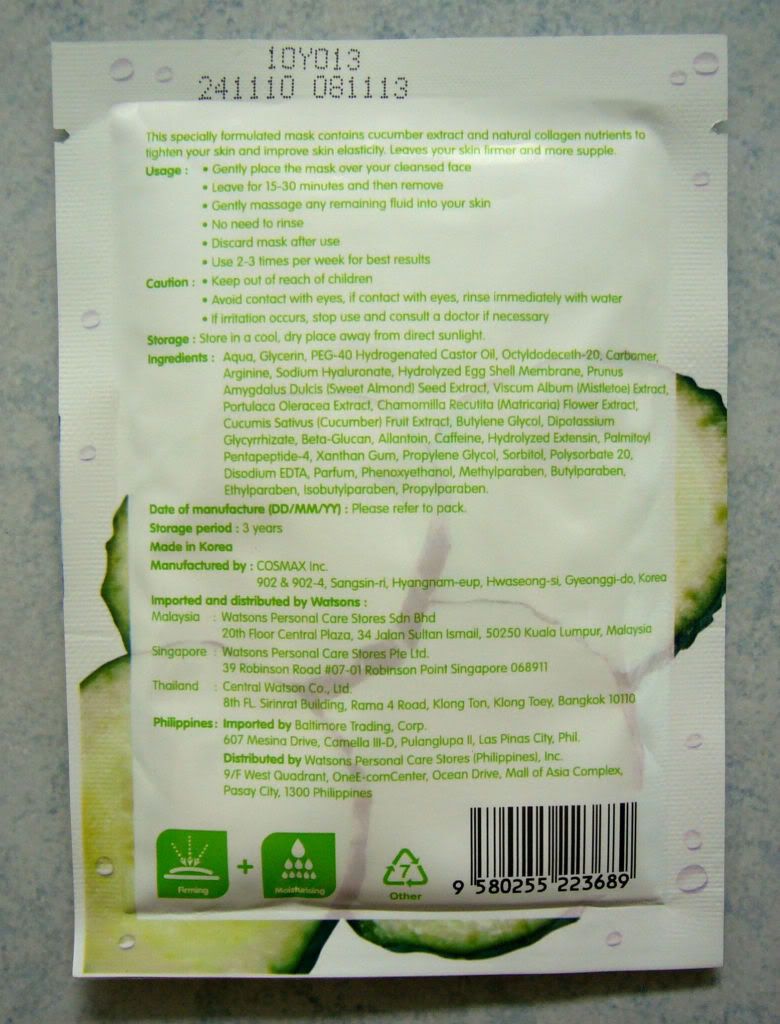 10Y013
241110 081113
This specially formulated mask contains cucumber extract and natural collagen nutrients to
tighten your skin and improve skin elasticity. Leaves your skin firmer and more supple.
Usage : • Gently place the mask over your cleansed face
• Leave for 15-30 minutes and then remove
• Gently massage any remaining fluid into your skin
• No need to rinse
• Discard mask after use
• Use 2-3 times per week for best results
Caution : • Keep out of reach of children
• Avoid contact with eyes, if contact with eyes, rinse immediately with water
• If irritation occurs, stop use and consult a doctor if necessary
Storage : Store in a cool, dry place away from direct sunlight.
Ingredients : Aqua, Glycerin, PEG-40 Hydrogenated Castor Oil, Octyldodeceth-20, Carbomer,
Arginine, Sodium Hyaluronate, Hydrolyzed Egg Shell Membrane, Prunus
Amygdalus Dulcis (Sweet Almond) Seed Extract, Viscum Album (Mistletoe) Extract,
Portulaca Oleracea Extract, Chamomilla Recutita (Matricaria) Flower Extract,
Cucumis Sativus (Cucumber) Fruit Extract, Butylene Glycol, Dipotassium
Glycyrrhizate, Beta-Glucan, Allantoin, Caffeine, Hydrolyzed Extensin, Palmitoyl
Pentapeptide-4, Xanthan Gum, Propylene Glycol, Sorbitol, Polysorbate 20,
Disodium EDTA, Parfum, Phenoxyethanol, Methylparaben, Butylparaben,
Ethylparaben, Isobutylparaben, Propylparaben.
Date of manufacture (DD/MM/YY) : Please refer to pack.
Storage period : 3 years
Made in Korea
Manufactured by : COSMAX Inc.
902 & 902-4, Sangsin-ri, Hyangnam-eup, Hwaseong-si, Gyeonggi-do, Korea
Imported and distributed by Watsons :
Malaysia : Watsons Personal Care Stores Sdn Bhd
20th Floor Central Plaza, 34 Jalan Sultan Ismail, 50250 Kuala Lumpur, Malaysia
Singapore : Watsons Personal Care Stores Pte Ltd.
39 Robinson Road #07-01 Robinson Point Singapore 068911
Thailand : Central Watson Co., Ltd.
8th FL. Sirinrat Building, Rama 4 Road, Klong Ton, Klong Toey, Bangkok 10110
Philippines : Imported by Baltimore Trading, Corp.
607 Mesina Drive, Camella III-D, Pulanglupa II, Las Pinas City, Phil.
Distributed by Watsons Personal Care Stores (Philippines), Inc.
9/F West Quadrant, OneE-comCenter, Ocean Drive, Mall of Asia Complex,
Pasay City, 1300 Philippines
Firming + Moisturising
7
Other
9 580255 223689